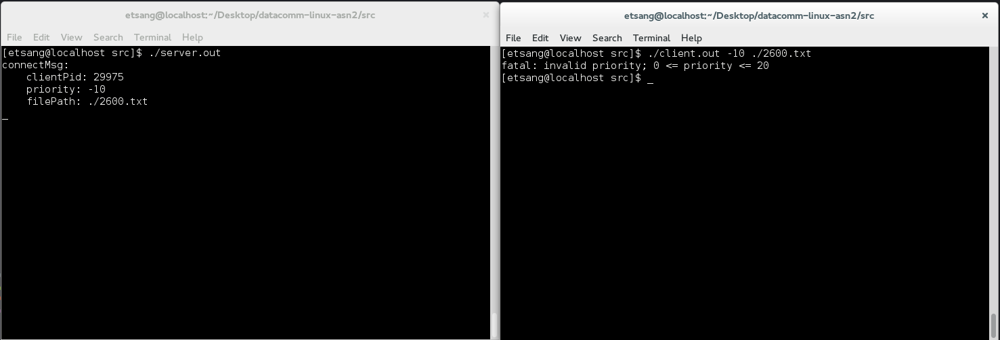 etsang@localhost:~/Desktop/datacomm-linux-asn2/src ×
File Edit View Search Terminal Help
[etsang@localhost src]$ ./server.out
connectMsg:
    clientPid: 29975
    priority: -10
    filePath: ./2600.txt
_
etsang@localhost:~/Desktop/datacomm-linux-asn2/src ×
File Edit View Search Terminal Help
[etsang@localhost src]$ ./client.out -10 ./2600.txt
fatal: invalid priority; 0 <= priority <= 20
[etsang@localhost src]$ _